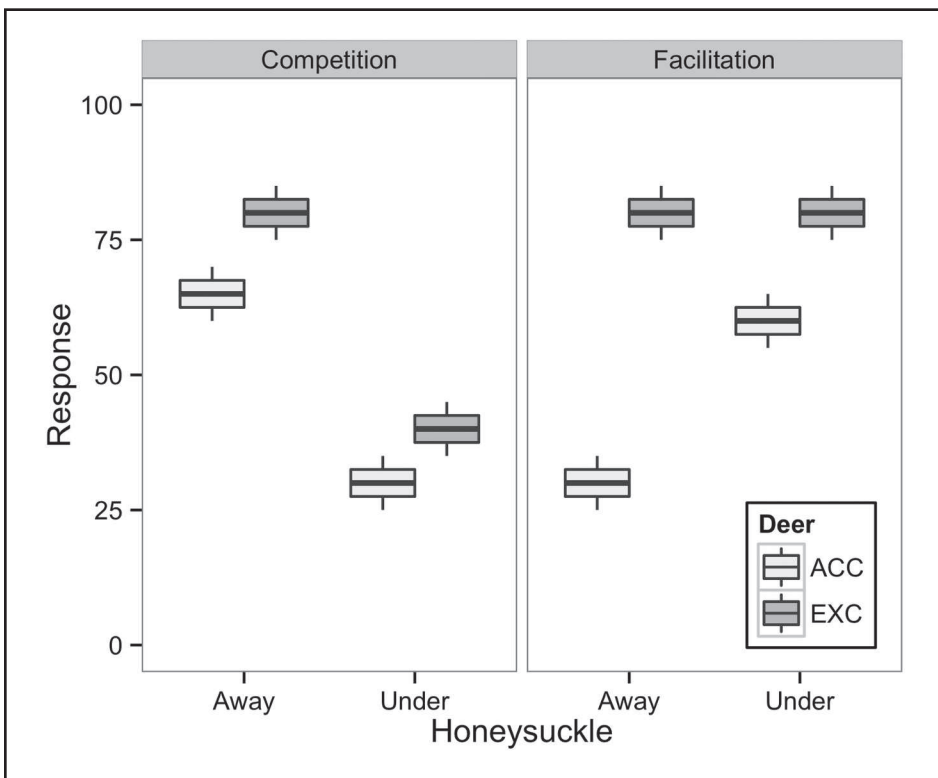 Competition
Facilitation
100
75
50
25
0
Response
Away
Under
Away
Under
Honeysuckle
Deer
ACC
EXC